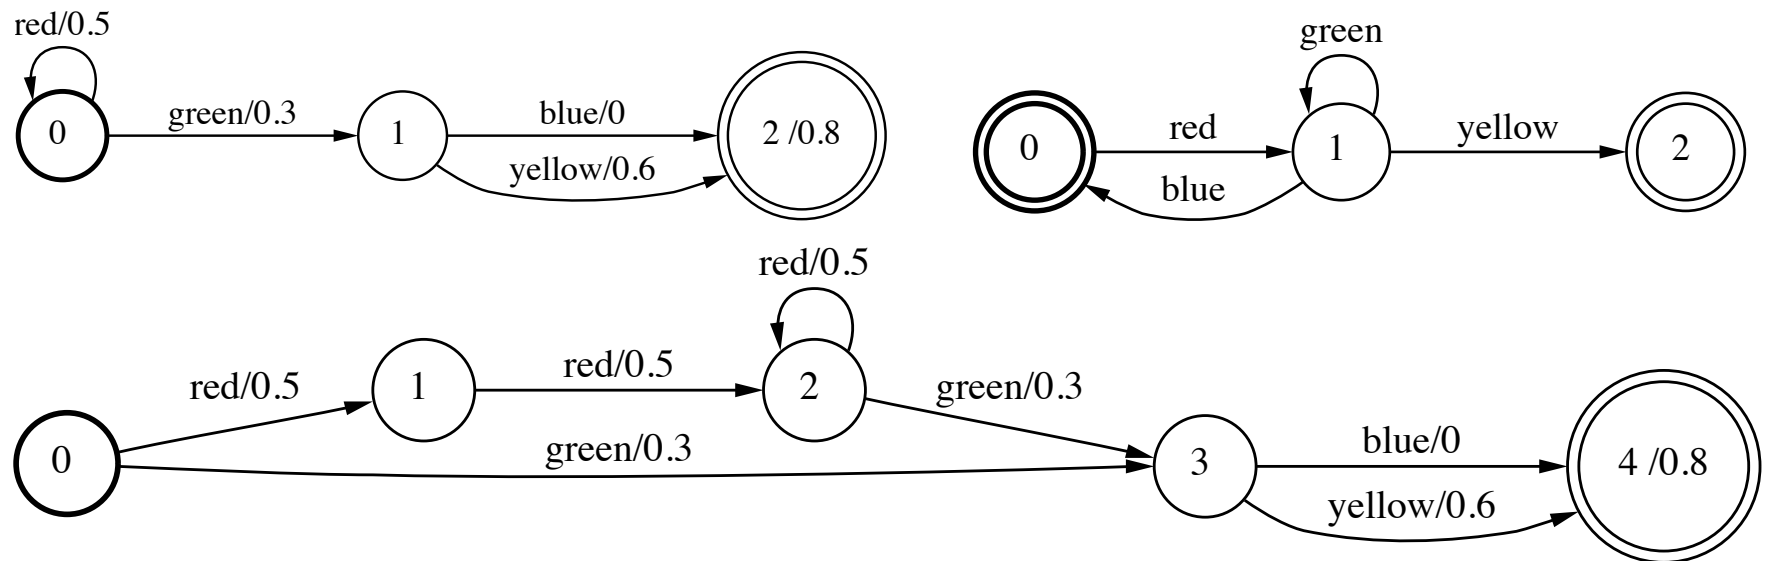 red/0.5
0
green/0.3
1
blue/0
yellow/0.6
2 /0.8
green
0
red
blue
1
yellow
2
red/0.5
red/0.5
1
red/0.5
2
green/0.3
0
green/0.3
3
blue/0
yellow/0.6
4 /0.8